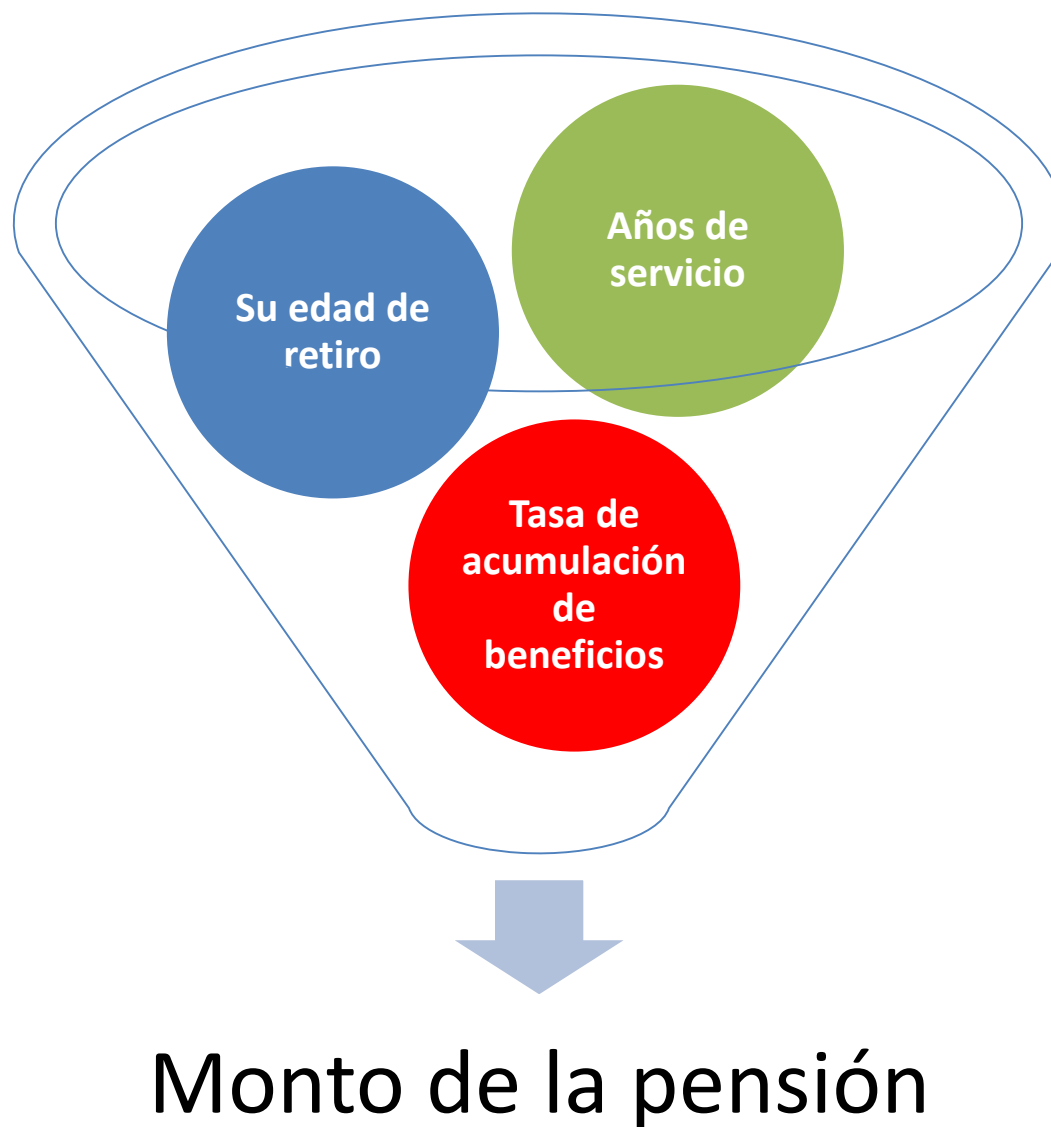 Años de
servicio
Su edad de
retiro
Tasa de
acumulación
de
beneficios
Monto de la pensión